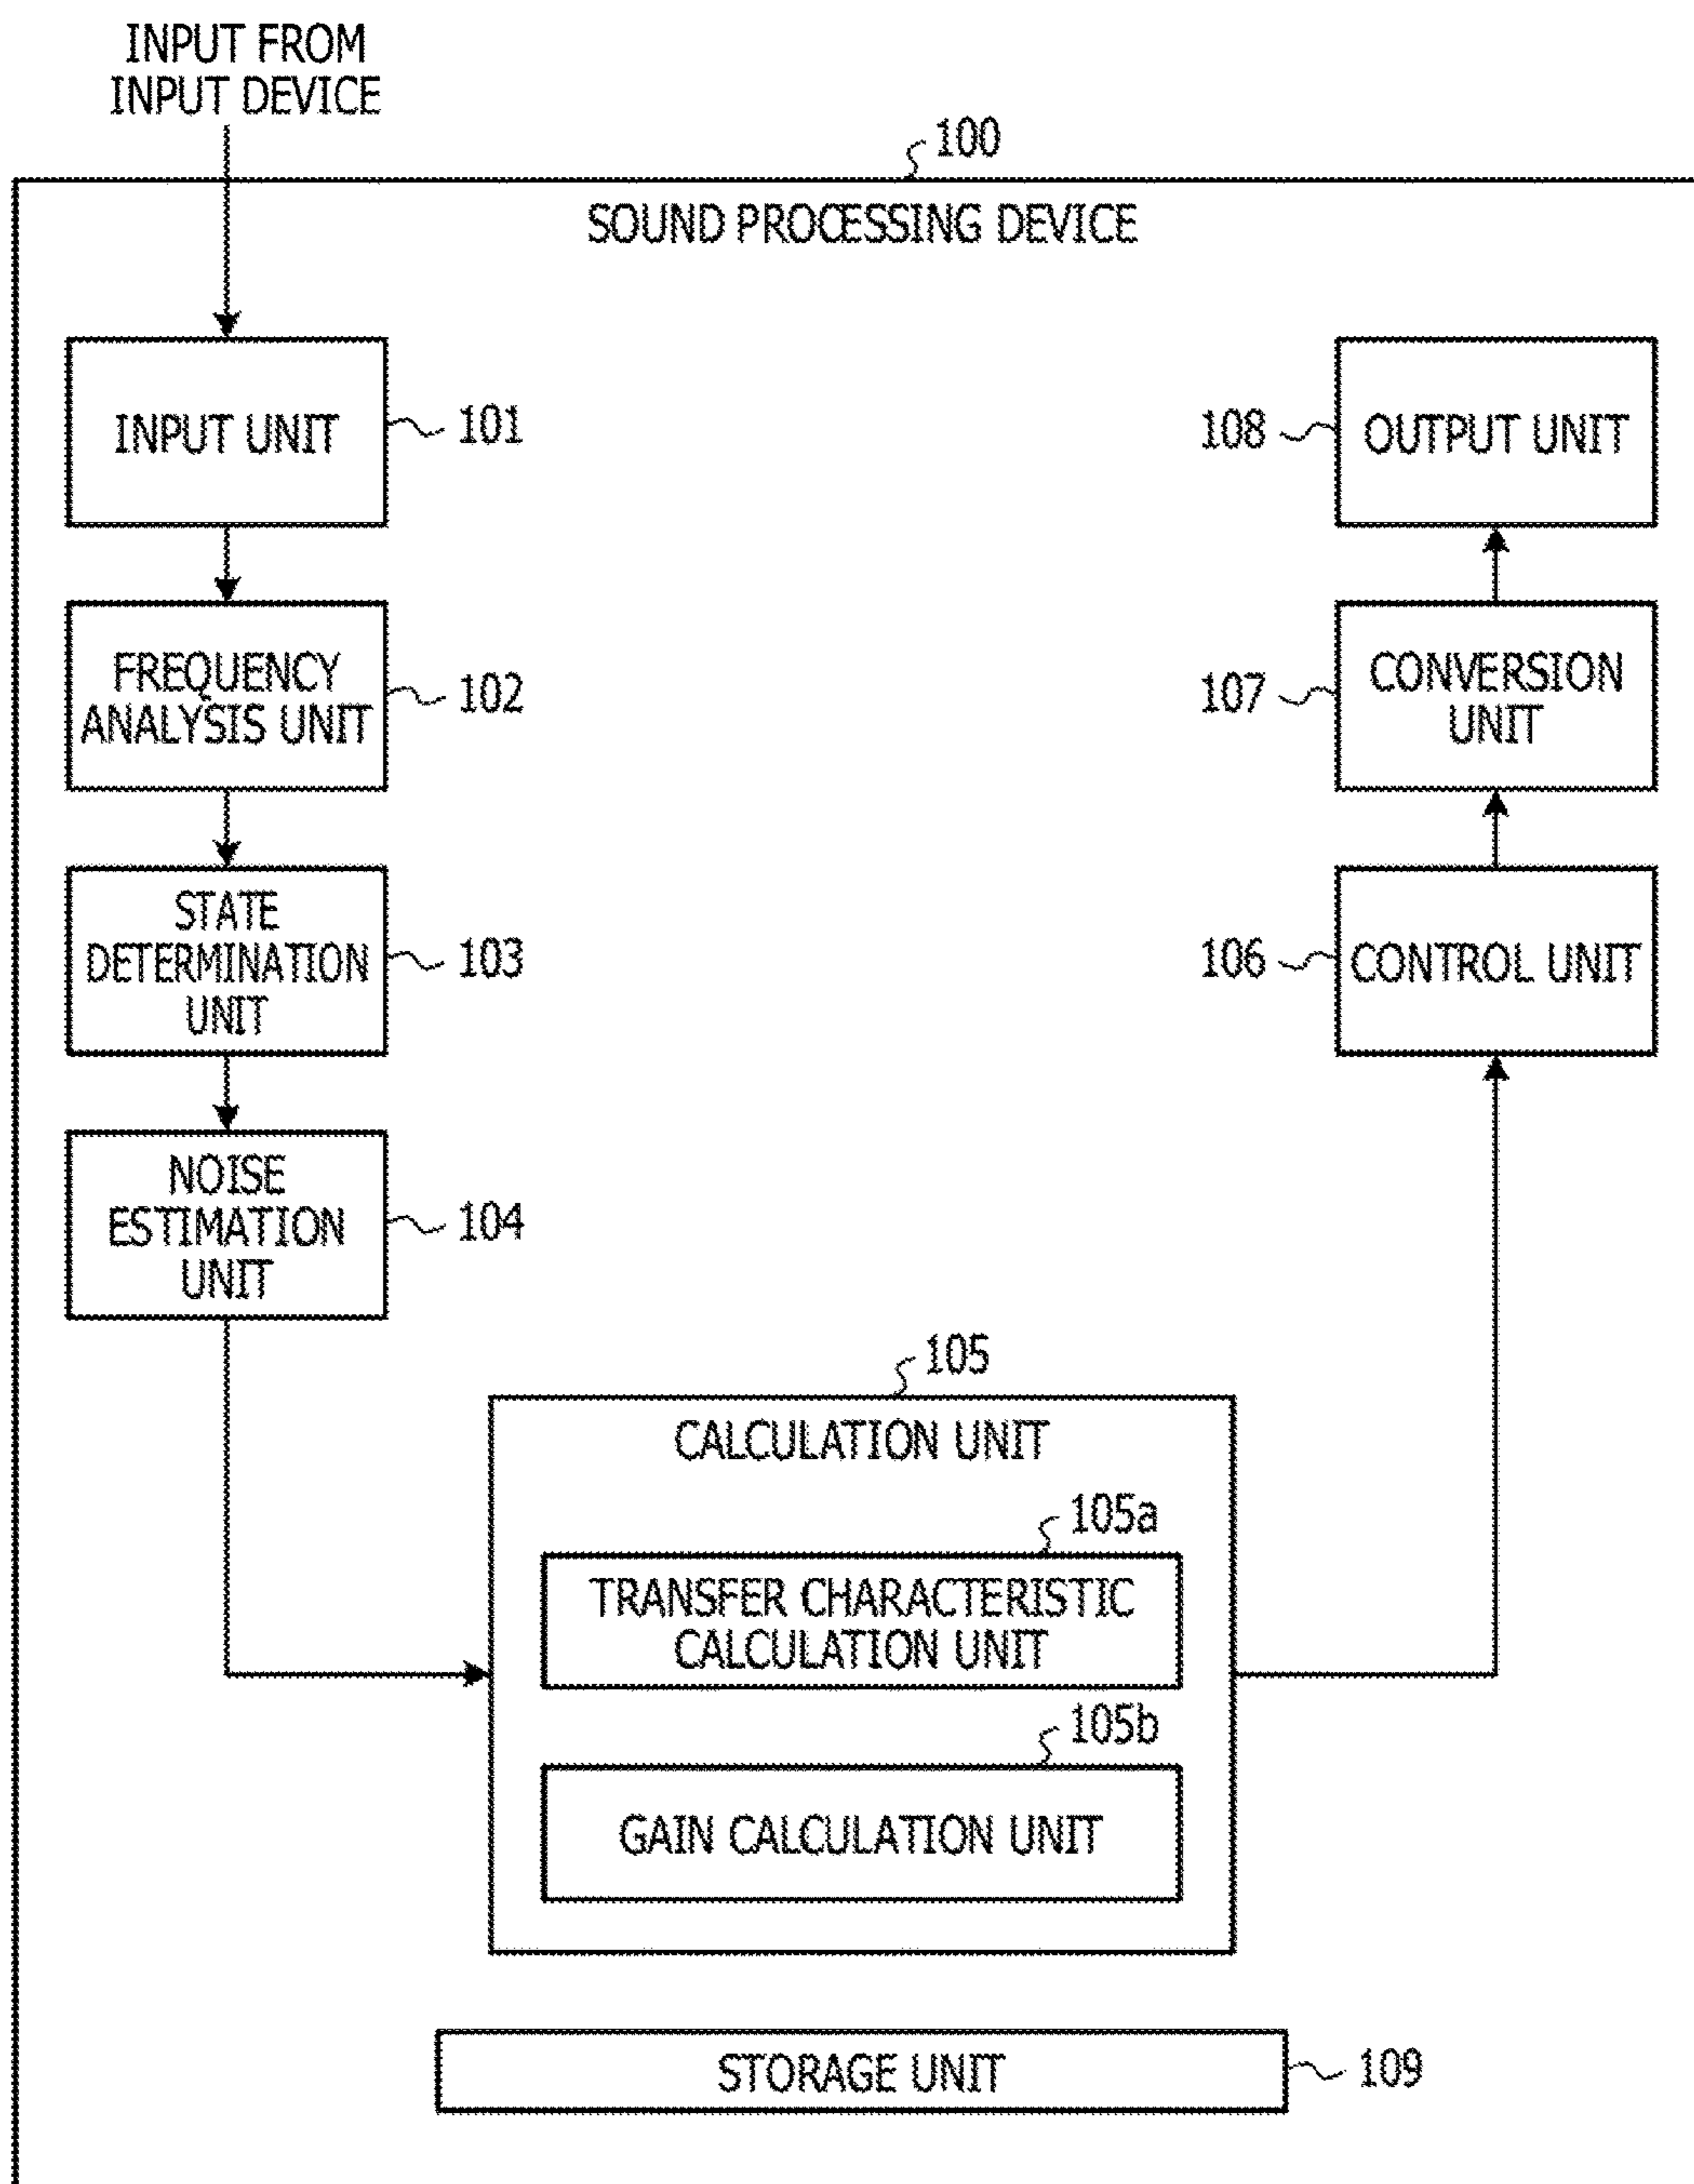 INPUT FROM
INPUT DEVICE
100
SOUND PROCESSING DEVICE
INPUT UNIT
101
FREQUENCY
ANALYSIS UNIT
102
STATE
DETERMINATION
UNIT
103
NOISE
ESTIMATION
UNIT
104
105
CALCULATION UNIT
105a
TRANSFER CHARACTERISTIC
CALCULATION UNIT
105b
GAIN CALCULATION UNIT
106
CONTROL UNIT
107
CONVERSION
UNIT
108
OUTPUT UNIT
STORAGE UNIT
109